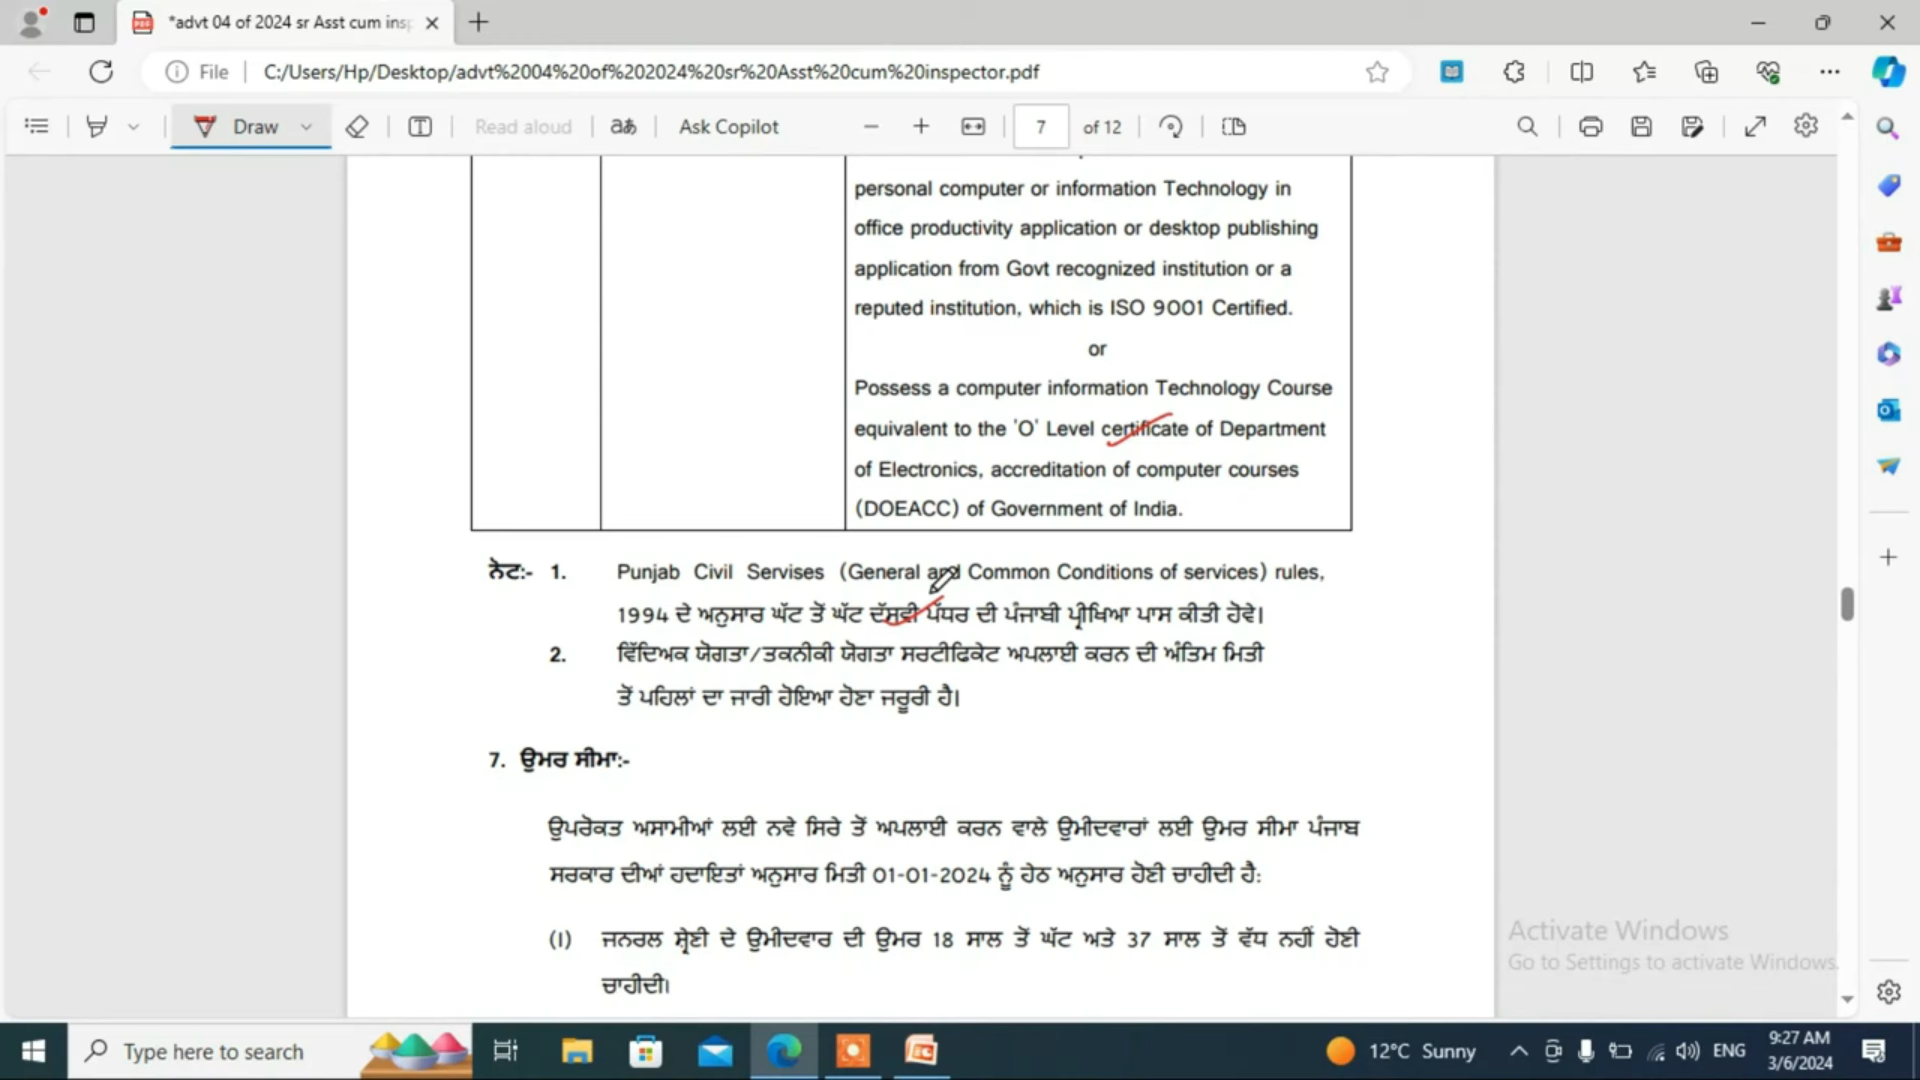 *advt 04 of 2024 sr Asst cum insp
File
C:/Users/Hp/Desktop/advt%2004%20of%202024%20sr%20Asst%20cum%20inspector.pdf
Draw
Read aloud
aあ
Ask Copilot
7 of 12
personal computer or information Technology in
office productivity application or desktop publishing
application from Govt recognized institution or a
reputed institution, which is ISO 9001 Certified.
or
Possess a computer information Technology Course
equivalent to the 'O' Level certificate of Department
of Electronics, accreditation of computer courses
(DOEACC) of Government of India.
ਨੋਟ:- 1. Punjab Civil Servises (General and Common Conditions of services) rules,
1994 ਦੇ ਅਨੁਸਾਰ ਘੱਟ ਤੋਂ ਘੱਟ ਦੱਸਵੀ ਪੱਧਰ ਦੀ ਪੰਜਾਬੀ ਪ੍ਰੀਖਿਆ ਪਾਸ ਕੀਤੀ ਹੋਵੇ।
2. ਵਿੱਦਿਅਕ ਯੋਗਤਾ/ਤਕਨੀਕੀ ਯੋਗਤਾ ਸਰਟੀਫਿਕੇਟ ਅਪਲਾਈ ਕਰਨ ਦੀ ਅੰਤਿਮ ਮਿਤੀ
ਤੋਂ ਪਹਿਲਾਂ ਦਾ ਜਾਰੀ ਹੋਇਆ ਹੋਣਾ ਜਰੂਰੀ ਹੈ।
7. ਉਮਰ ਸੀਮਾ:-
ਉਪਰੋਕਤ ਅਸਾਮੀਆਂ ਲਈ ਨਵੇ ਸਿਰੇ ਤੋਂ ਅਪਲਾਈ ਕਰਨ ਵਾਲੇ ਉਮੀਦਵਾਰਾਂ ਲਈ ਉਮਰ ਸੀਮਾ ਪੰਜਾਬ
ਸਰਕਾਰ ਦੀਆਂ ਹਦਾਇਤਾਂ ਅਨੁਸਾਰ ਮਿਤੀ 01-01-2024 ਨੂੰ ਹੇਠ ਅਨੁਸਾਰ ਹੋਣੀ ਚਾਹੀਦੀ ਹੈ:
(I) ਜਨਰਲ ਸ਼੍ਰੇਣੀ ਦੇ ਉਮੀਦਵਾਰ ਦੀ ਉਮਰ 18 ਸਾਲ ਤੋਂ ਘੱਟ ਅਤੇ 37 ਸਾਲ ਤੋਂ ਵੱਧ ਨਹੀਂ ਹੋਣੀ
ਚਾਹੀਦੀ।
Activate Windows
Go to Settings to activate Windows.
Type here to search
12°C Sunny
ENG
9:27 AM
3/6/2024